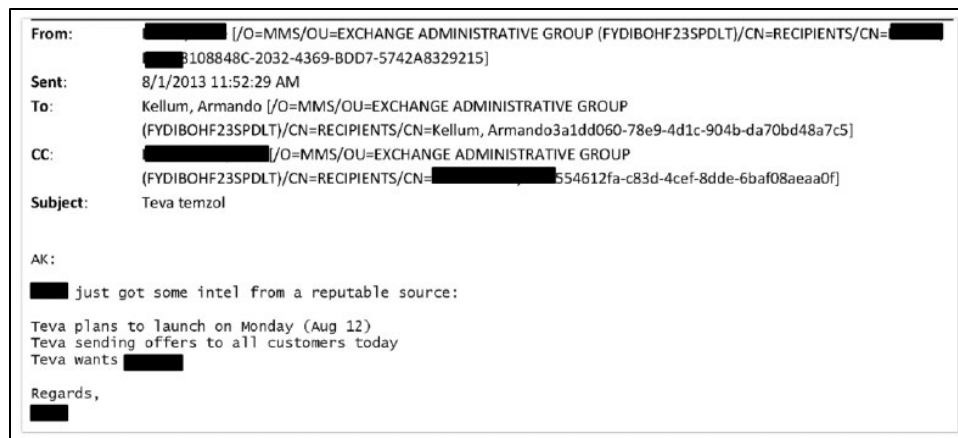 From: [/O=MMS/OU=EXCHANGE ADMINISTRATIVE GROUP (FYDIBOHF23SPDLT)/CN=RECIPIENTS/CN=
3108848C-2032-4369-BDD7-5742A8329215]
Sent: 8/1/2013 11:52:29 AM
To: Kellum, Armando [/O=MMS/OU=EXCHANGE ADMINISTRATIVE GROUP
(FYDIBOHF23SPDLT)/CN=RECIPIENTS/CN=Kellum, Armando3a1dd060-78e9-4d1c-904b-da70bd48a7c5]
CC: [/O=MMS/OU=EXCHANGE ADMINISTRATIVE GROUP
(FYDIBOHF23SPDLT)/CN=RECIPIENTS/CN= 554612fa-c83d-4cef-8dde-6baf08aeaa0f]
Subject: Teva temzol
AK:
just got some intel from a reputable source:
Teva plans to launch on Monday (Aug 12)
Teva sending offers to all customers today
Teva wants
Regards,